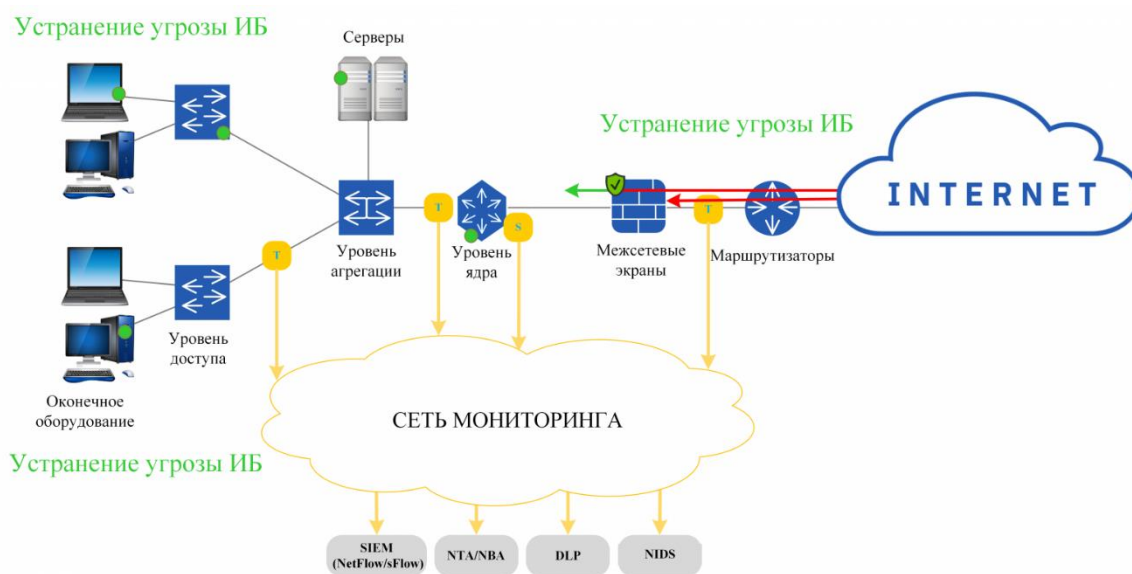 Устранение угрозы ИБ
Серверы
Устранение угрозы ИБ
INTERNET
T
S
T
T
Уровень
агрегации
Уровень
ядра
Межсетевые
экраны
Маршрутизаторы
Уровень
доступа
Оконечное
оборудование
СЕТЬ МОНИТОРИНГА
Устранение угрозы ИБ
SIEM
(NetFlow/sFlow)
NTA/NBA
DLP
NIDS